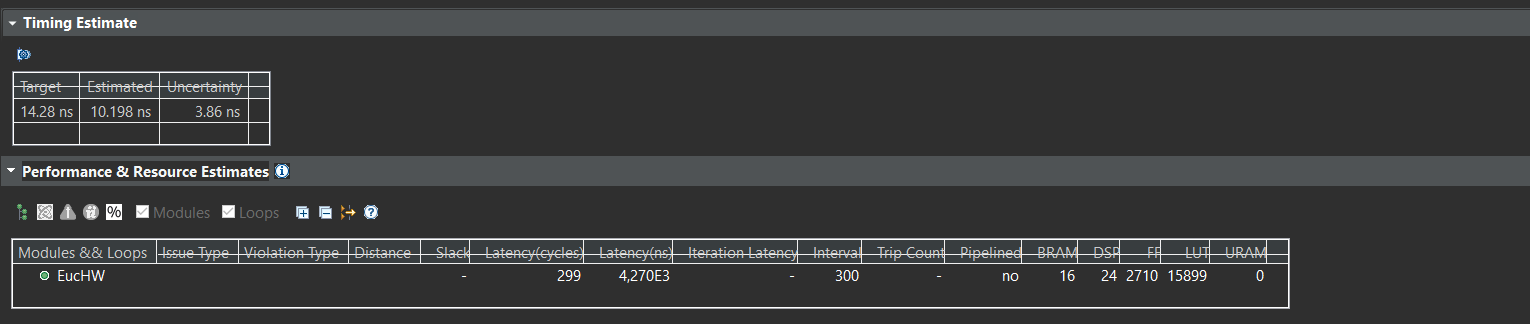 Timing Estimate
Target Estimated Uncertainty
14.28 ns 10.198 ns 3.86 ns
Performance & Resource Estimates
% Modules Loops
Modules && Loops Issue Type Violation Type Distance Slack Latency(cycles) Latency(ns) Iteration Latency Interval Trip Count Pipelined BRAM DSP FF LUT URAM
EucHW - 299 4,270E3 - 300 - no 16 24 2710 15899 0